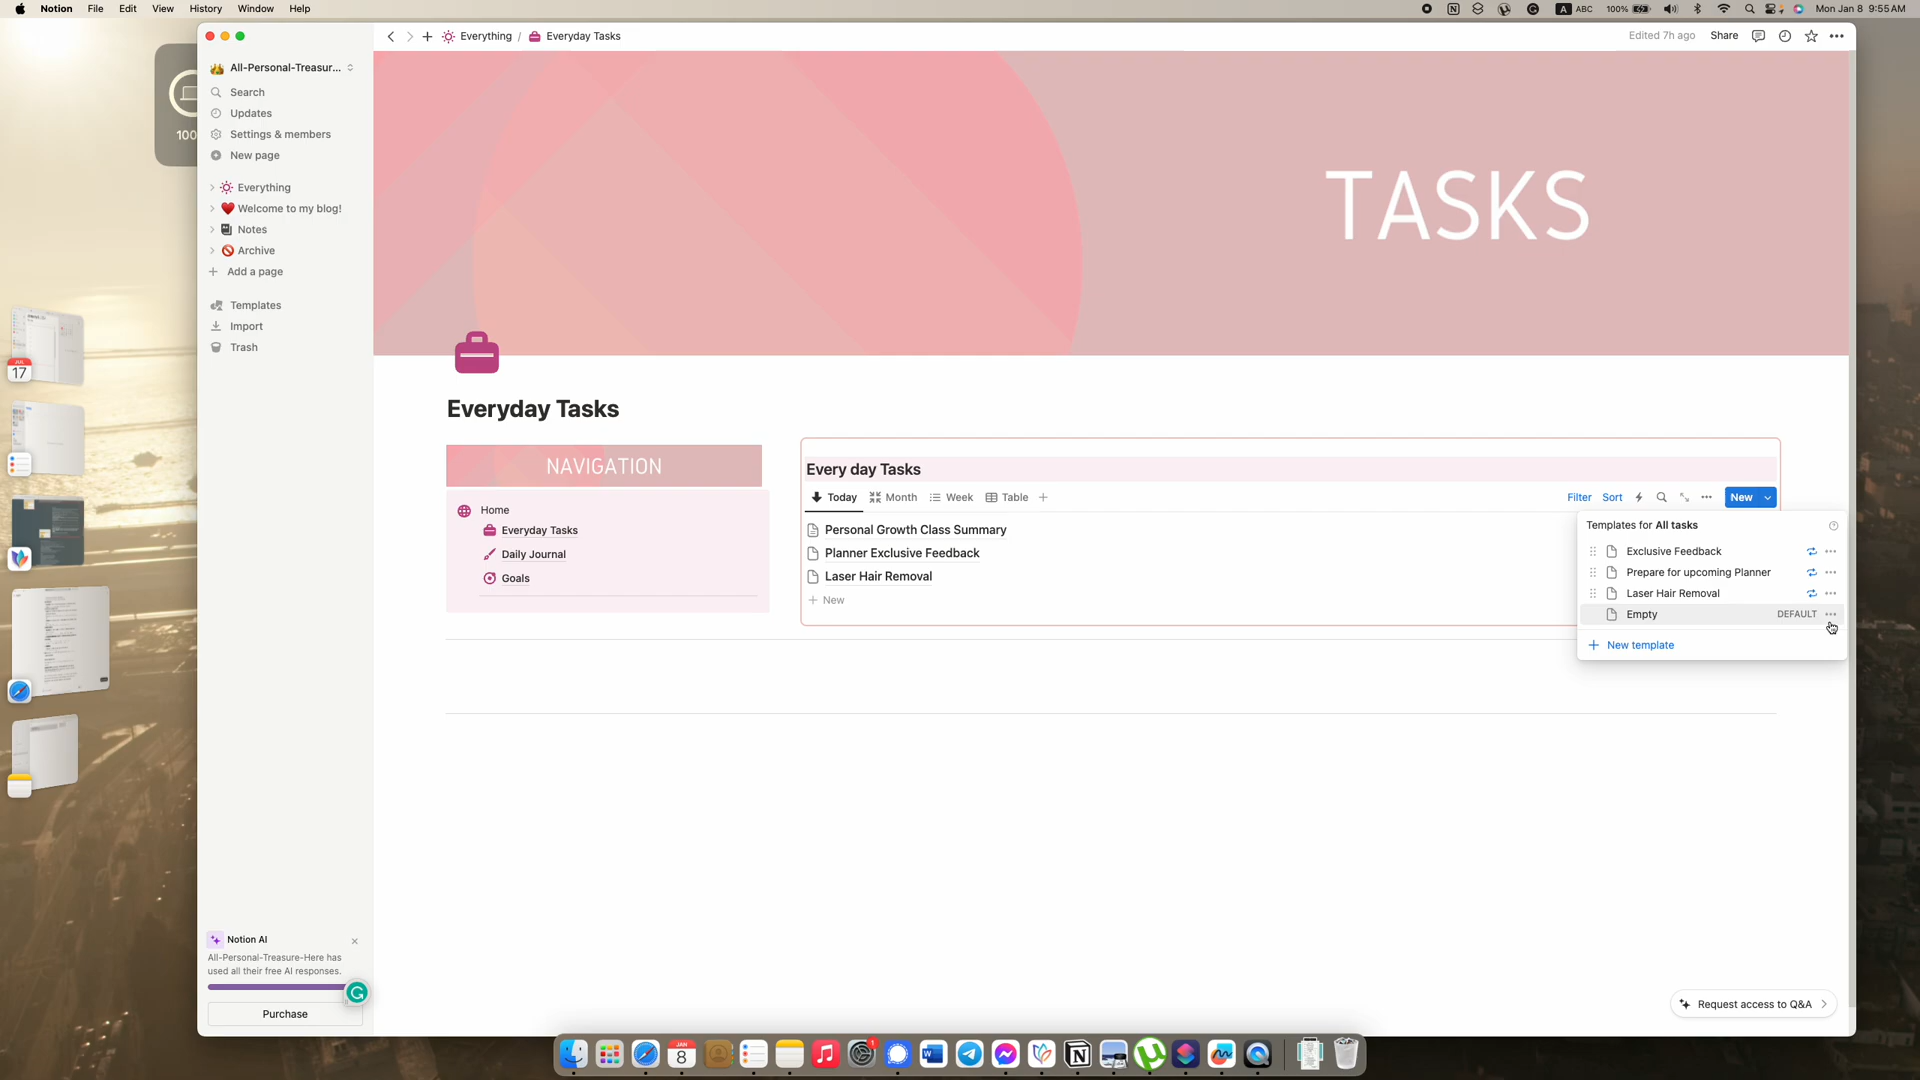 Notion File Edit View History Window Help
A ABC 100% Mon Jan 8 9:55AM
Everything / Everyday Tasks
Edited 7h ago Share
100
All-Personal-Treasur...
Search
Updates
Settings & members
New page
Everything
Welcome to my blog!
Notes
Archive
Add a page
Templates
Import
Trash
JUL
17
TASKS
Everyday Tasks
NAVIGATION
Home
Everyday Tasks
Daily Journal
Goals
Every day Tasks
Today Month Week Table
Filter Sort New
Personal Growth Class Summary
Planner Exclusive Feedback
Laser Hair Removal
New
Templates for All tasks
Exclusive Feedback
Prepare for upcoming Planner
Laser Hair Removal
Empty DEFAULT
New template
Notion AI
All-Personal-Treasure-Here has
used all their free AI responses.
Purchase
Request access to Q&A
JAN
8
1